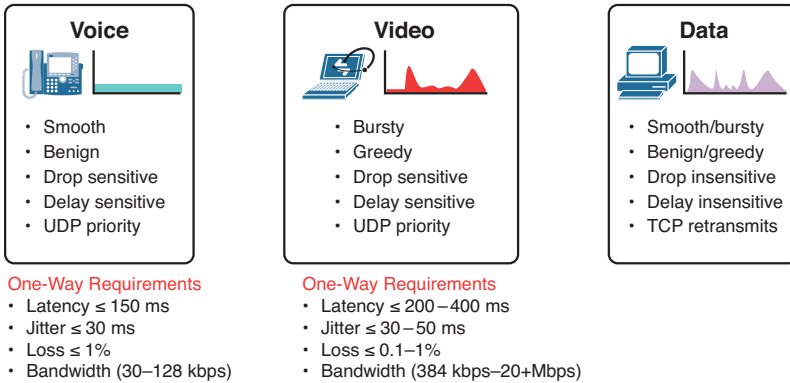 Voice
• Smooth
• Benign
• Drop sensitive
• Delay sensitive
• UDP priority
One-Way Requirements
• Latency ≤ 150 ms
• Jitter ≤ 30 ms
• Loss ≤ 1%
• Bandwidth (30–128 kbps)
Video
• Bursty
• Greedy
• Drop sensitive
• Delay sensitive
• UDP priority
One-Way Requirements
• Latency ≤ 200–400 ms
• Jitter ≤ 30–50 ms
• Loss ≤ 0.1–1%
• Bandwidth (384 kbps–20+Mbps)
Data
• Smooth/bursty
• Benign/greedy
• Drop insensitive
• Delay insensitive
• TCP retransmits